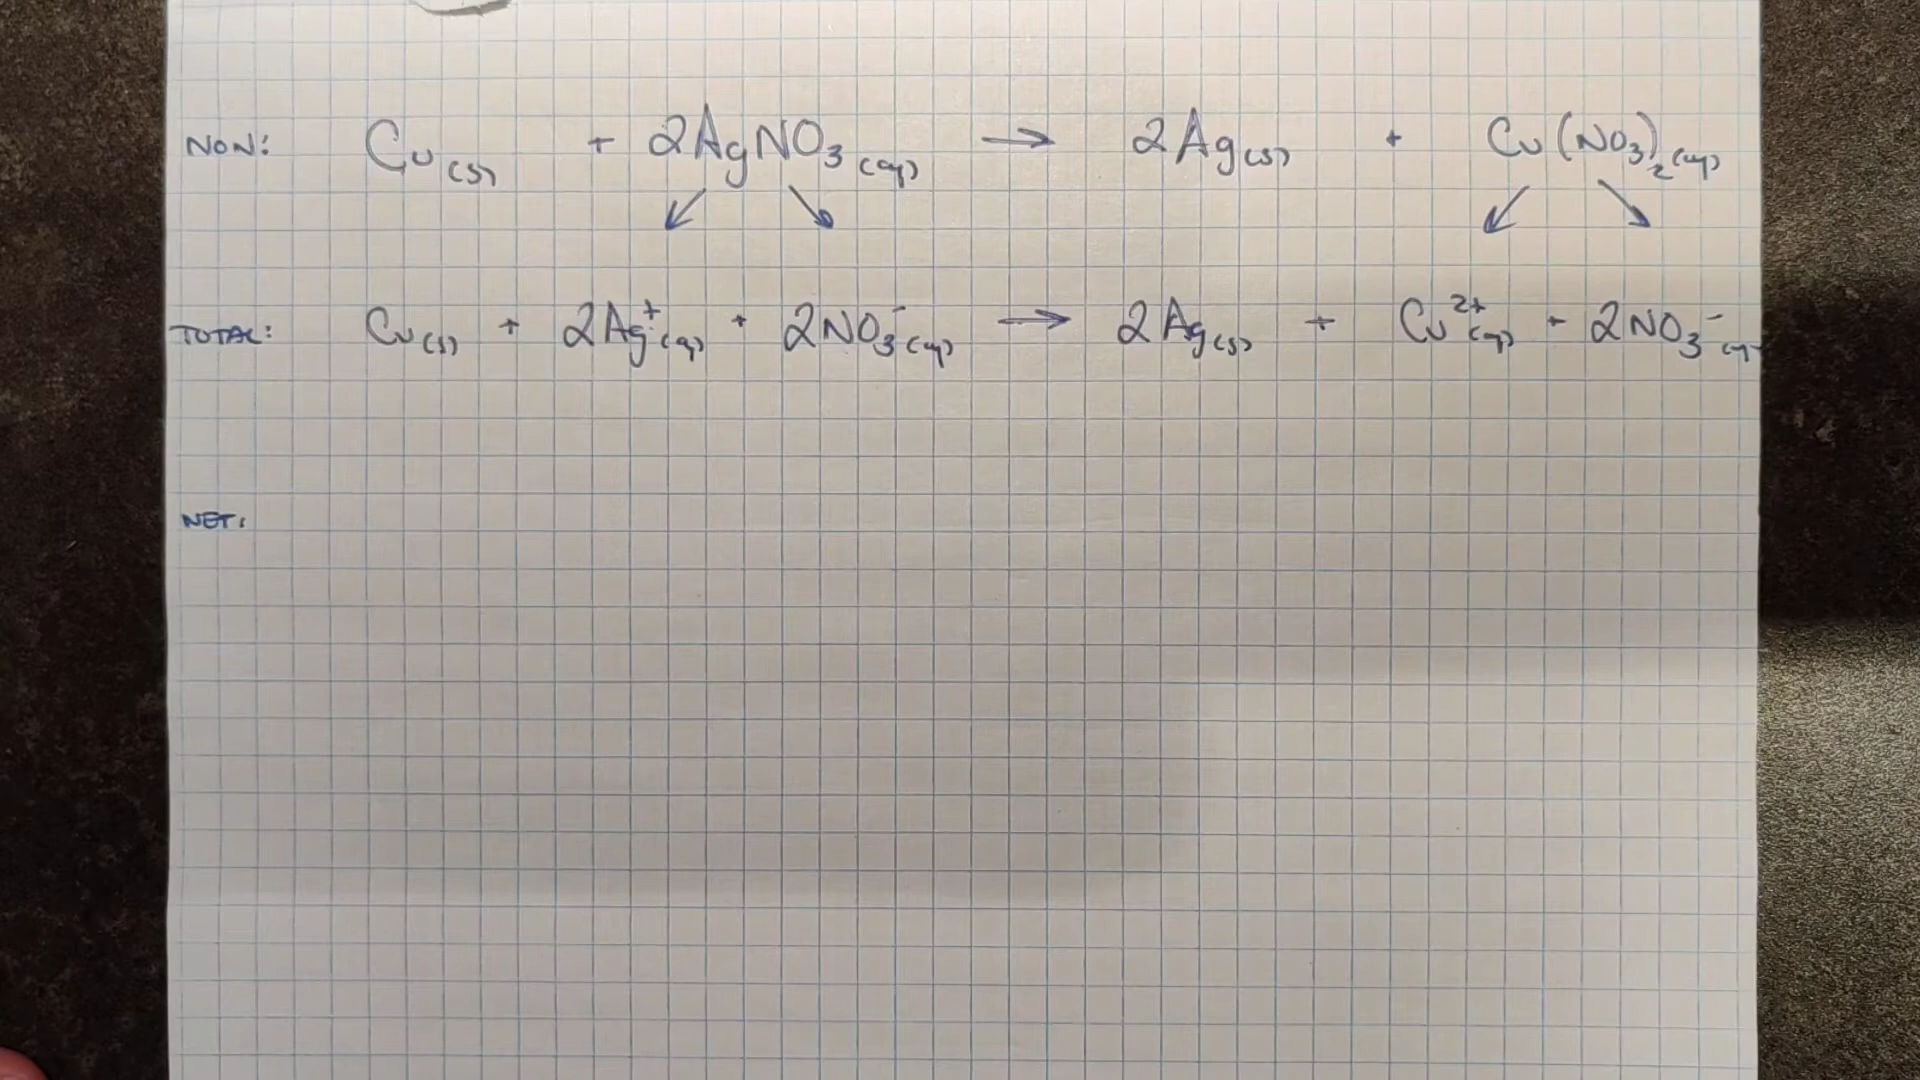 NON: Cu(s) + 2AgNO₃(aq) → 2Ag(s) + Cu(NO₃)₂(aq)
TOTAL: Cu(s) + 2Ag⁺(aq) + 2NO₃⁻(aq) → 2Ag(s) + Cu²⁺(aq) + 2NO₃⁻(aq)
NET: